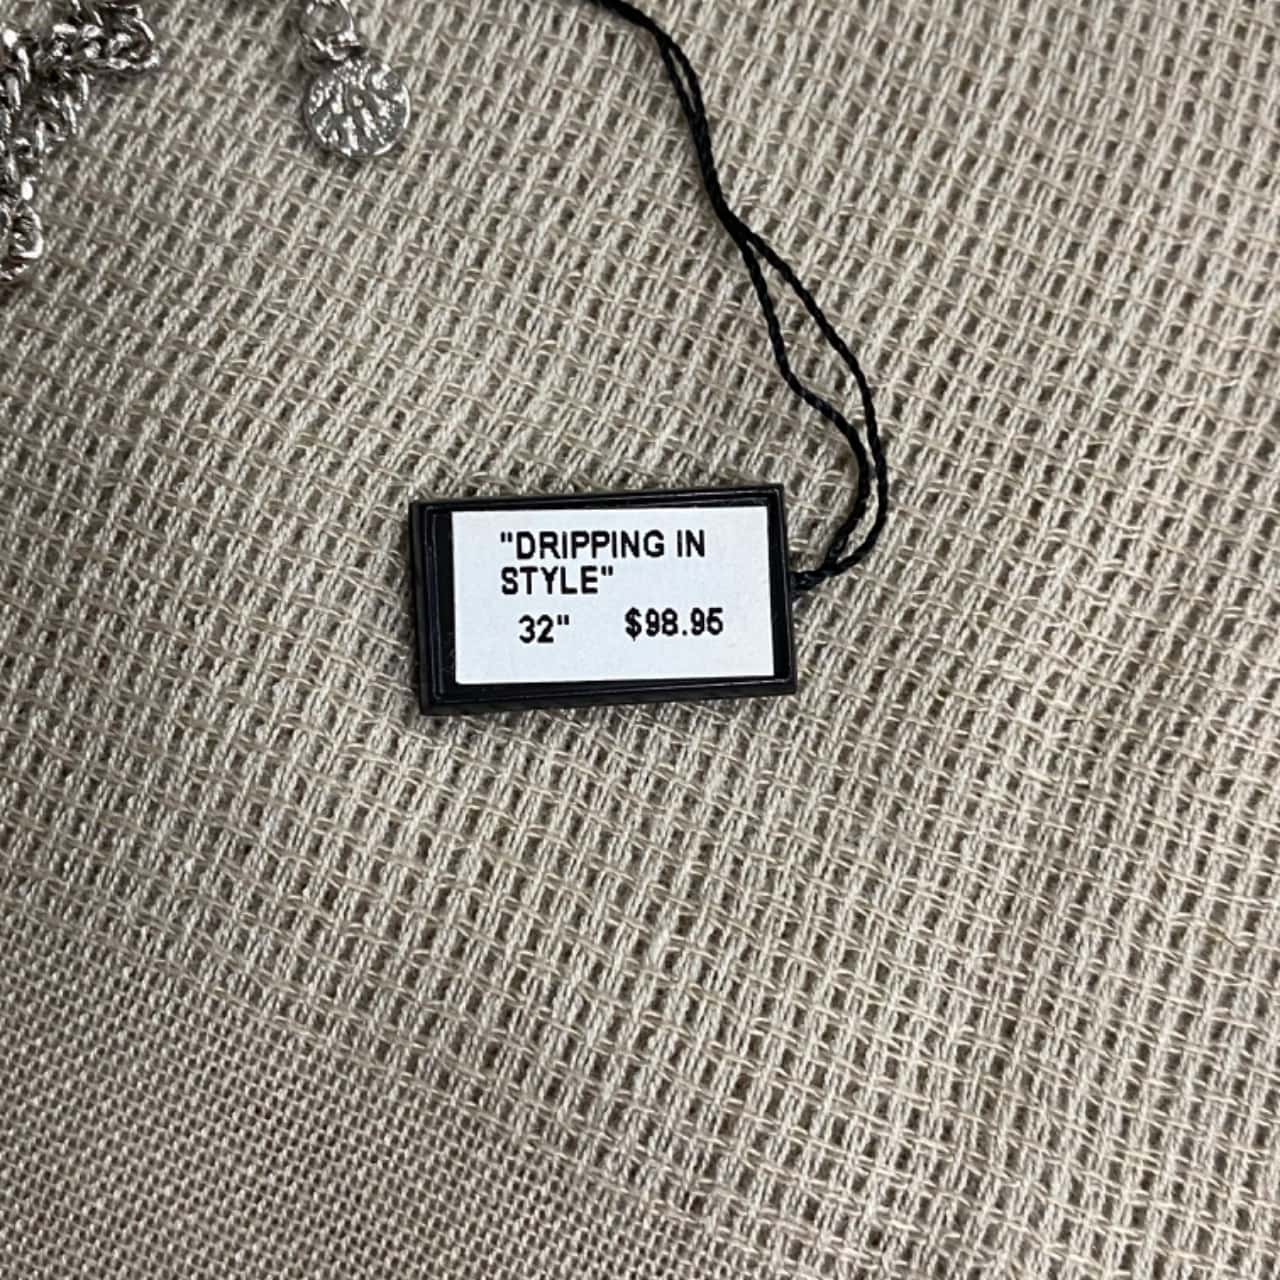 "DRIPPING IN
STYLE"
32" $98.95